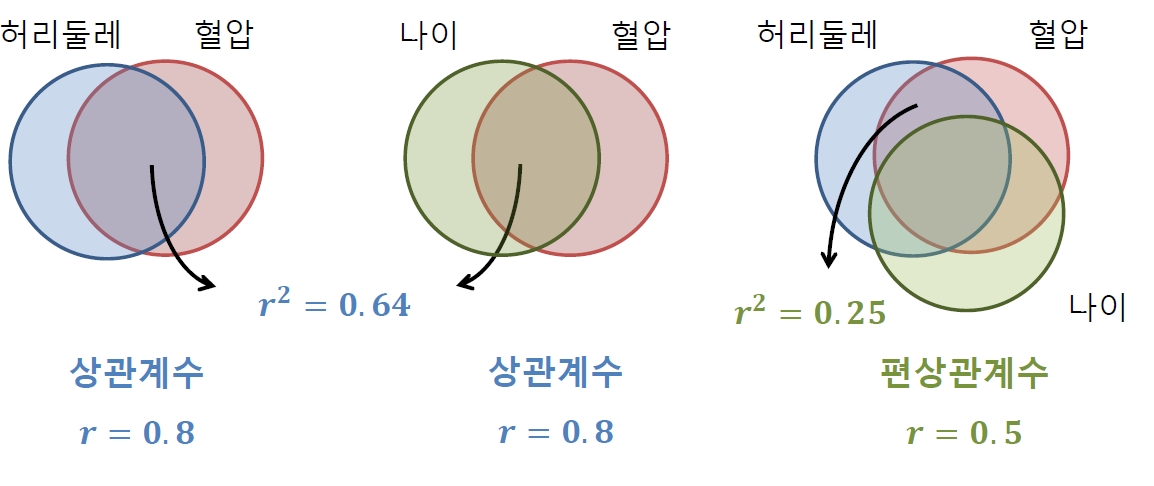 허리둘레 혈압
나이 혈압
허리둘레 혈압
r² = 0.64
r² = 0.25
나이
상관계수
상관계수
편상관계수
r = 0.8
r = 0.8
r = 0.5